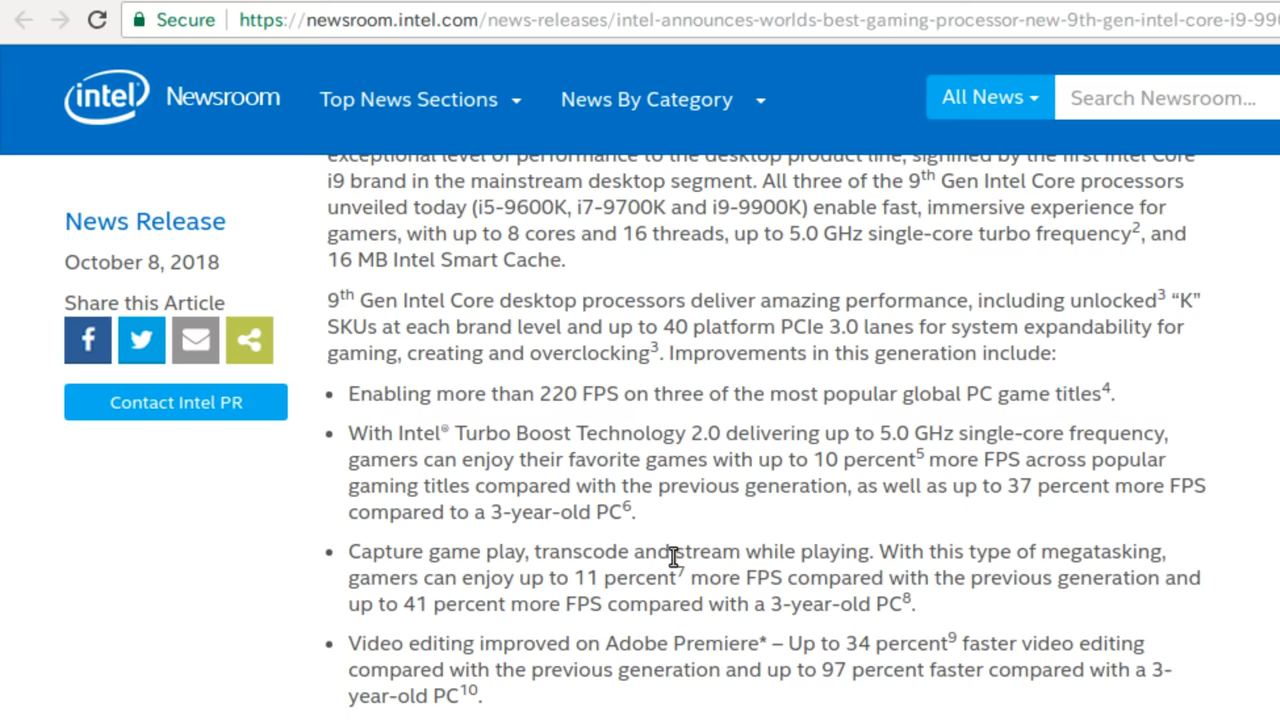 Secure https://newsroom.intel.com/news-releases/intel-announces-worlds-best-gaming-processor-new-9th-gen-intel-core-i9-990
intel Newsroom Top News Sections News By Category All News Search Newsroom...
exceptional level of performance to the desktop product line, signified by the first Intel Core
i9 brand in the mainstream desktop segment. All three of the 9th Gen Intel Core processors
unveiled today (i5-9600K, i7-9700K and i9-9900K) enable fast, immersive experience for
gamers, with up to 8 cores and 16 threads, up to 5.0 GHz single-core turbo frequency2, and
16 MB Intel Smart Cache.
News Release
October 8, 2018
Share this Article
Contact Intel PR
9th Gen Intel Core desktop processors deliver amazing performance, including unlocked3 “K”
SKUs at each brand level and up to 40 platform PCIe 3.0 lanes for system expandability for
gaming, creating and overclocking3. Improvements in this generation include:
• Enabling more than 220 FPS on three of the most popular global PC game titles4.
• With Intel® Turbo Boost Technology 2.0 delivering up to 5.0 GHz single-core frequency,
gamers can enjoy their favorite games with up to 10 percent5 more FPS across popular
gaming titles compared with the previous generation, as well as up to 37 percent more FPS
compared to a 3-year-old PC6.
• Capture game play, transcode and stream while playing. With this type of megatasking,
gamers can enjoy up to 11 percent7 more FPS compared with the previous generation and
up to 41 percent more FPS compared with a 3-year-old PC8.
• Video editing improved on Adobe Premiere* – Up to 34 percent9 faster video editing
compared with the previous generation and up to 97 percent faster compared with a 3-
year-old PC10.